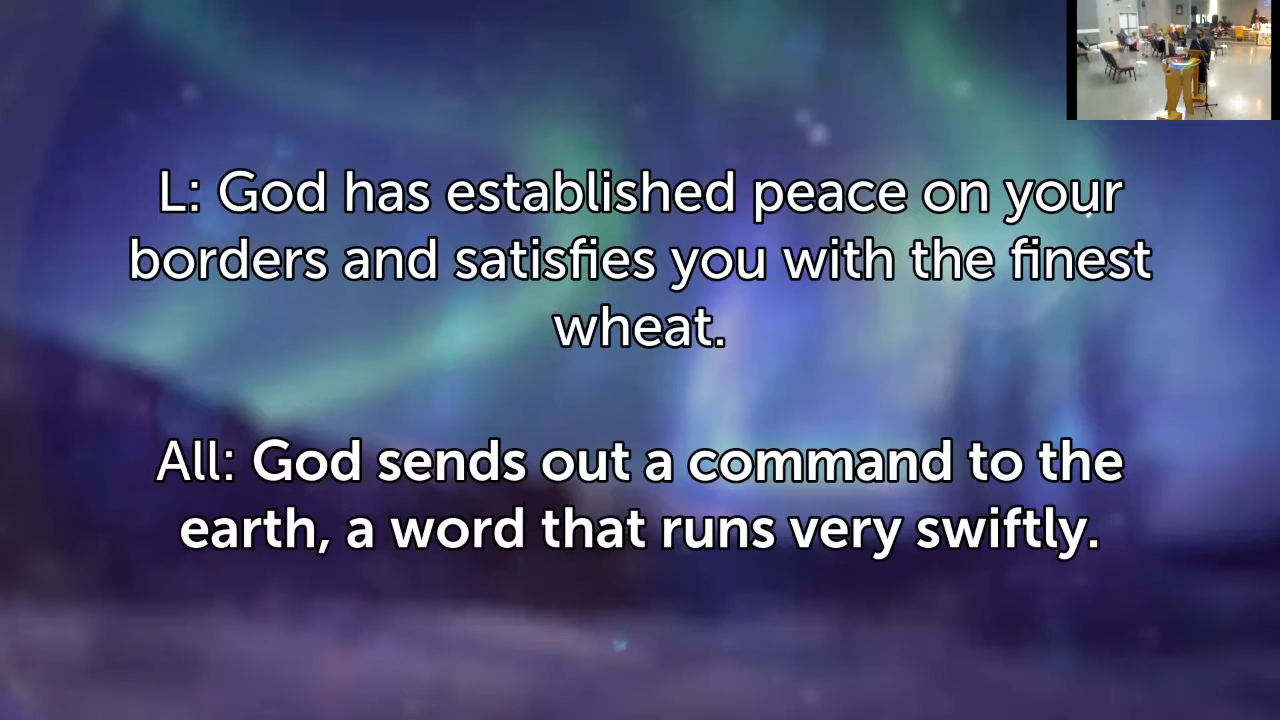 L: God has established peace on your
borders and satisfies you with the finest
wheat.
All: God sends out a command to the
earth, a word that runs very swiftly.